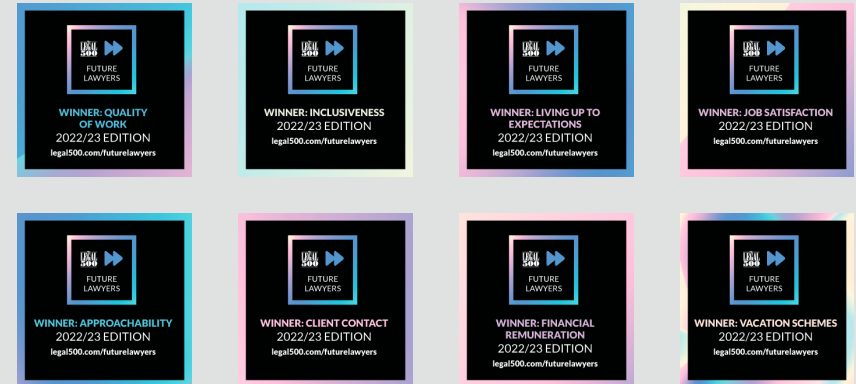 LEGAL
500
FUTURE
LAWYERS
WINNER: QUALITY
OF WORK
2022/23 EDITION
legal500.com/futurelawyers
LEGAL
500
FUTURE
LAWYERS
WINNER: INCLUSIVENESS
2022/23 EDITION
legal500.com/futurelawyers
LEGAL
500
FUTURE
LAWYERS
WINNER: LIVING UP TO
EXPECTATIONS
2022/23 EDITION
legal500.com/futurelawyers
LEGAL
500
FUTURE
LAWYERS
WINNER: JOB SATISFACTION
2022/23 EDITION
legal500.com/futurelawyers
LEGAL
500
FUTURE
LAWYERS
WINNER: APPROACHABILITY
2022/23 EDITION
legal500.com/futurelawyers
LEGAL
500
FUTURE
LAWYERS
WINNER: CLIENT CONTACT
2022/23 EDITION
legal500.com/futurelawyers
LEGAL
500
FUTURE
LAWYERS
WINNER: FINANCIAL
REMUNERATION
2022/23 EDITION
legal500.com/futurelawyers
LEGAL
500
FUTURE
LAWYERS
WINNER: VACATION SCHEMES
2022/23 EDITION
legal500.com/futurelawyers